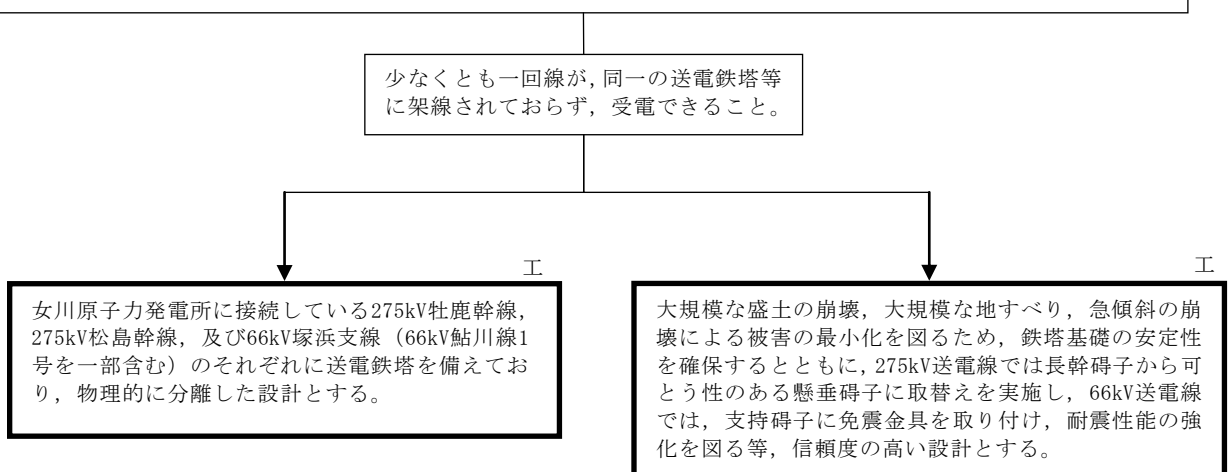 少なくとも一回線が，同一の送電鉄塔等
に架線されておらず，受電できること。
工
女川原子力発電所に接続している275kV牡鹿幹線，
275kV松島幹線，及び66kV塚浜支線（66kV鮎川線1
号を一部含む）のそれぞれに送電鉄塔を備えてお
り，物理的に分離した設計とする。
工
大規模な盛土の崩壊，大規模な地すべり，急傾斜の崩
壊による被害の最小化を図るため，鉄塔基礎の安定性
を確保するとともに，275kV送電線では長幹碍子から可
とう性のある懸垂碍子に取替えを実施し，66kV送電線
では，支持碍子に免震金具を取り付け，耐震性能の強
化を図る等，信頼度の高い設計とする。